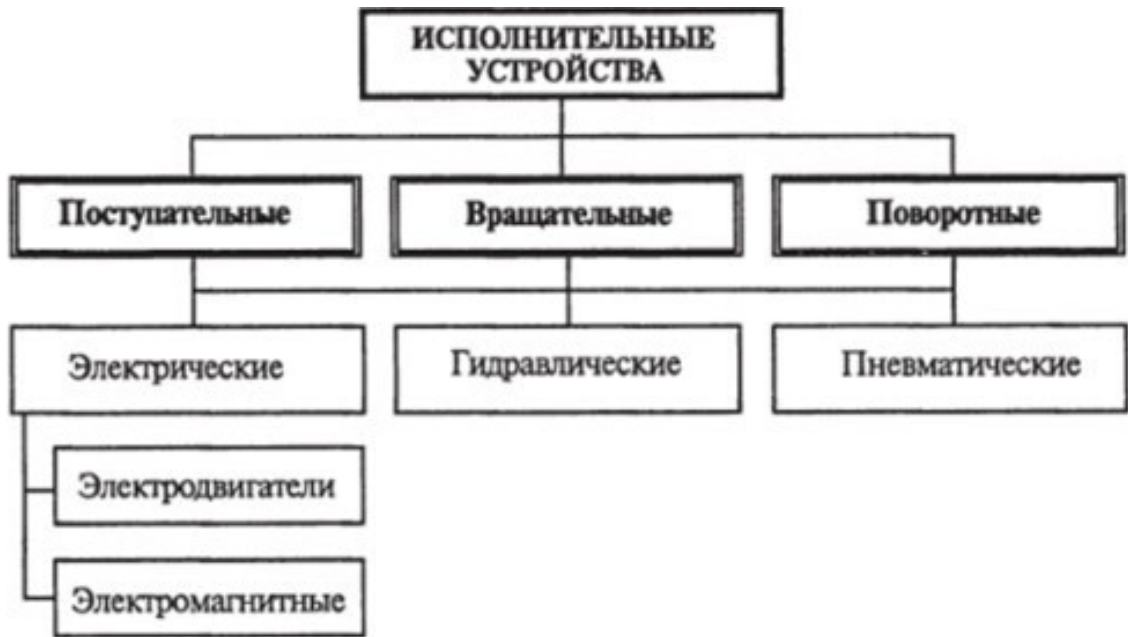 ИСПОЛНИТЕЛЬНЫЕ
УСТРОЙСТВА
Поступательные
Вращательные
Поворотные
Электрические
Гидравлические
Пневматические
Электродвигатели
Электромагнитные